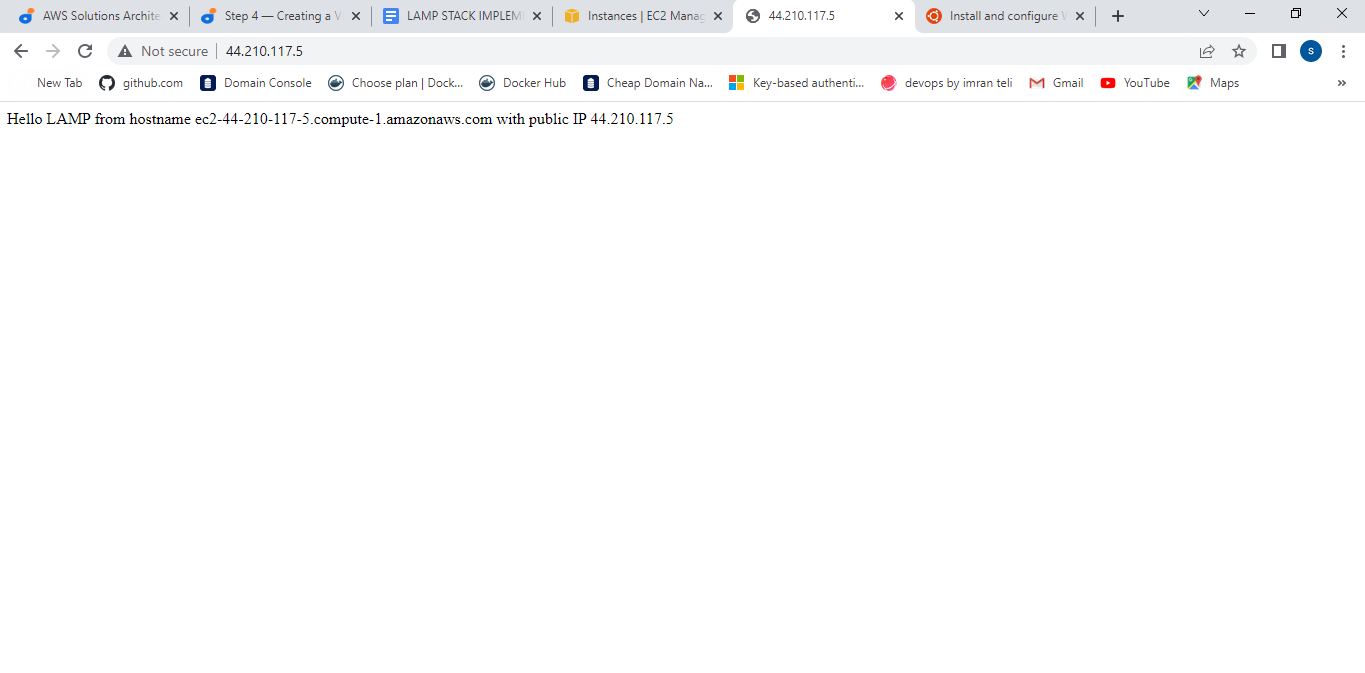 AWS Solutions Archite
Step 4 — Creating a V
LAMP STACK IMPLEM
Instances | EC2 Manag
44.210.117.5
Install and configure V
Not secure
44.210.117.5
S
New Tab
github.com
Domain Console
Choose plan | Dock...
Docker Hub
Cheap Domain Na...
Key-based authenti...
devops by imran teli
Gmail
YouTube
Maps
»
Hello LAMP from hostname ec2-44-210-117-5.compute-1.amazonaws.com with public IP 44.210.117.5